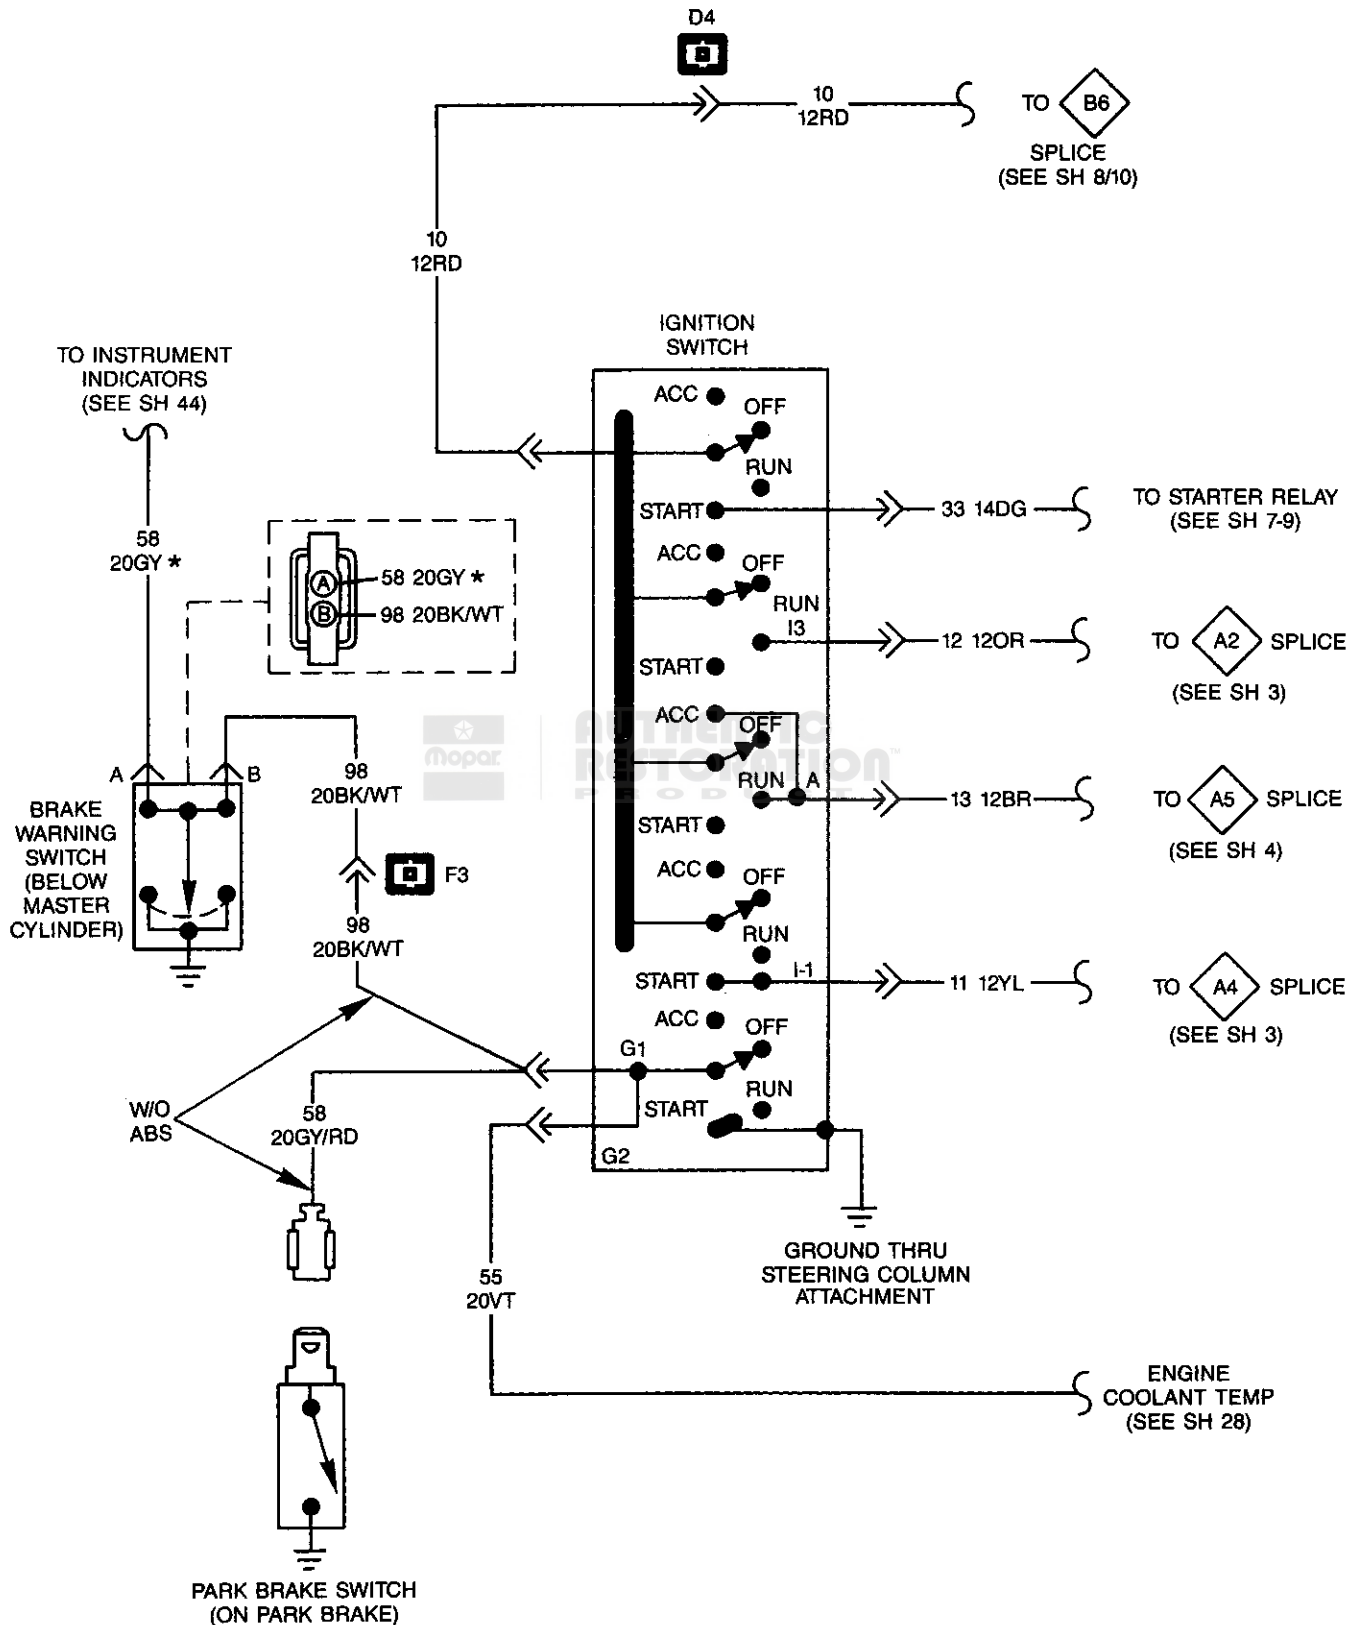 D4
10
12RD
TO B6
SPLICE
(SEE SH 8/10)
10
12RD
IGNITION
SWITCH
TO INSTRUMENT
INDICATORS
(SEE SH 44)
58
20GY *
A 58 20GY *
B 98 20BK/WT
ACC
OFF
RUN
START
33 14DG
TO STARTER RELAY
(SEE SH 7-9)
ACC
OFF
RUN
I3
12 12OR
TO A2 SPLICE
(SEE SH 3)
START
ACC
OFF
RUN A
13 12BR
TO A5 SPLICE
(SEE SH 4)
START
ACC
OFF
RUN
START
I-1
11 12YL
TO A4 SPLICE
(SEE SH 3)
ACC
OFF
G1
RUN
START
G2
Mopar
AUTHENTIC
RESTORATION™
PRODUCT
A B
98
20BK/WT
BRAKE
WARNING
SWITCH
(BELOW
MASTER
CYLINDER)
F3
98
20BK/WT
W/O
ABS
58
20GY/RD
GROUND THRU
STEERING COLUMN
ATTACHMENT
55
20VT
ENGINE
COOLANT TEMP
(SEE SH 28)
PARK BRAKE SWITCH
(ON PARK BRAKE)